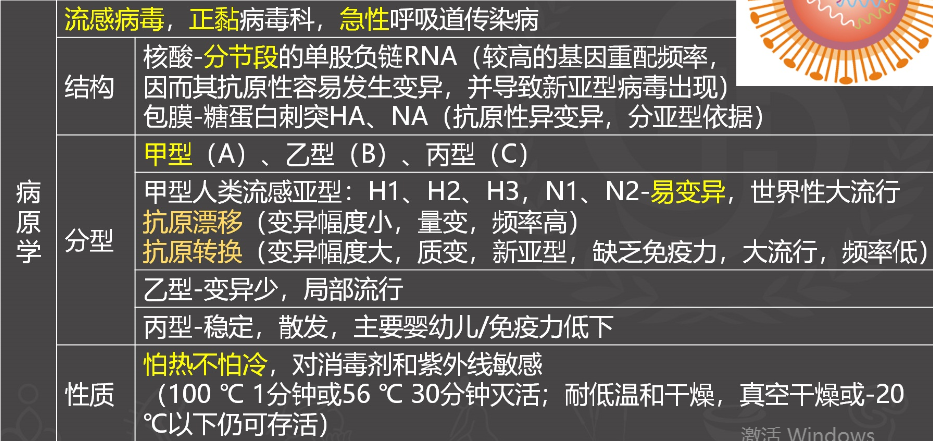 流感病毒，正黏病毒科，急性呼吸道传染病
病原学
结构
核酸-分节段的单股负链RNA（较高的基因重配频率，
因而其抗原性容易发生变异，并导致新亚型病毒出现）
包膜-糖蛋白刺突HA、NA（抗原性异变异，分亚型依据）
分型
甲型（A）、乙型（B）、丙型（C）
甲型人类流感亚型：H1、H2、H3，N1、N2-易变异，世界性大流行
抗原漂移（变异幅度小，量变，频率高）
抗原转换（变异幅度大，质变，新亚型，缺乏免疫力，大流行，频率低）
乙型-变异少，局部流行
丙型-稳定，散发，主要婴幼儿/免疫力低下
性质
怕热不怕冷，对消毒剂和紫外线敏感
（100 ℃ 1分钟或56 ℃ 30分钟灭活；耐低温和干燥，真空干燥或-20
℃以下仍可存活）
激活 Windows